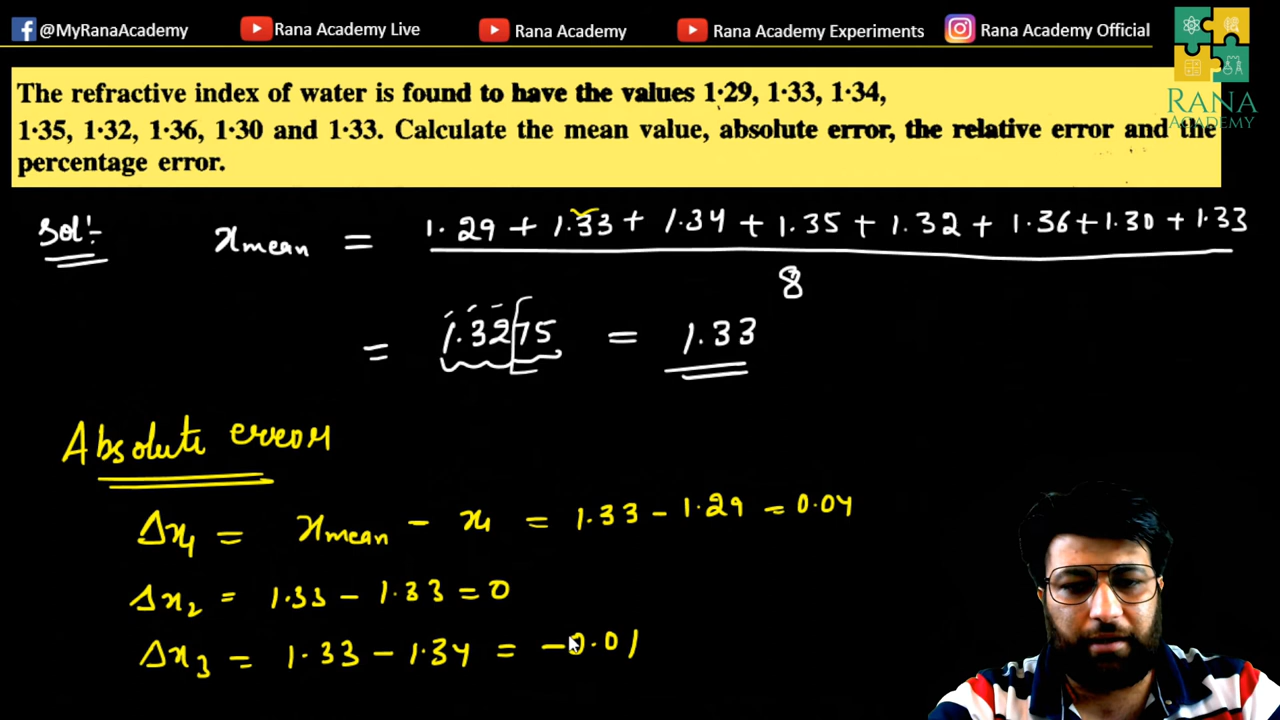 @MyRanaAcademy Rana Academy Live Rana Academy Rana Academy Experiments Rana Academy Official
RANA
ACADEMY
The refractive index of water is found to have the values 1·29, 1·33, 1·34,
1·35, 1·32, 1·36, 1·30 and 1·33. Calculate the mean value, absolute error, the relative error and the
percentage error.
Sol:- xmean = 1.29 + 1.33 + 1.34 + 1.35 + 1.32 + 1.36 + 1.30 + 1.33
8
= 1.3275 = 1.33
Absolute error
Δx1 = xmean - x1 = 1.33 - 1.29 = 0.04
Δx2 = 1.33 - 1.33 = 0
Δx3 = 1.33 - 1.34 = -0.01